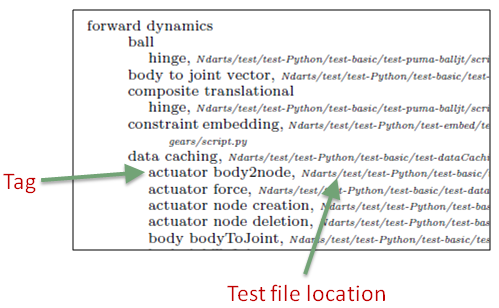 forward dynamics
ball
hinge, Ndarts/test/test-Python/test-basic/test-puma-balljt/scri
body to joint vector, Ndarts/test/test-Python/test-basic/tes
composite translational
hinge, Ndarts/test/test-Python/test-basic/test-puma-balljt/scri
constraint embedding, Ndarts/test/test-Python/test-embed/te
gears/script.py
data caching, Ndarts/test/test-Python/test-basic/test-dataCach
Tag
actuator body2node, Ndarts/test/test-Python/test-basic/
actuator force, Ndarts/test/test-Python/test-basic/test-data
actuator node creation, Ndarts/test/test-Python/test-bas
actuator node deletion, Ndarts/test/test-Python/test-bas
body bodyToJoint, Ndarts/test/test-Python/test-basic/tes
Test file location